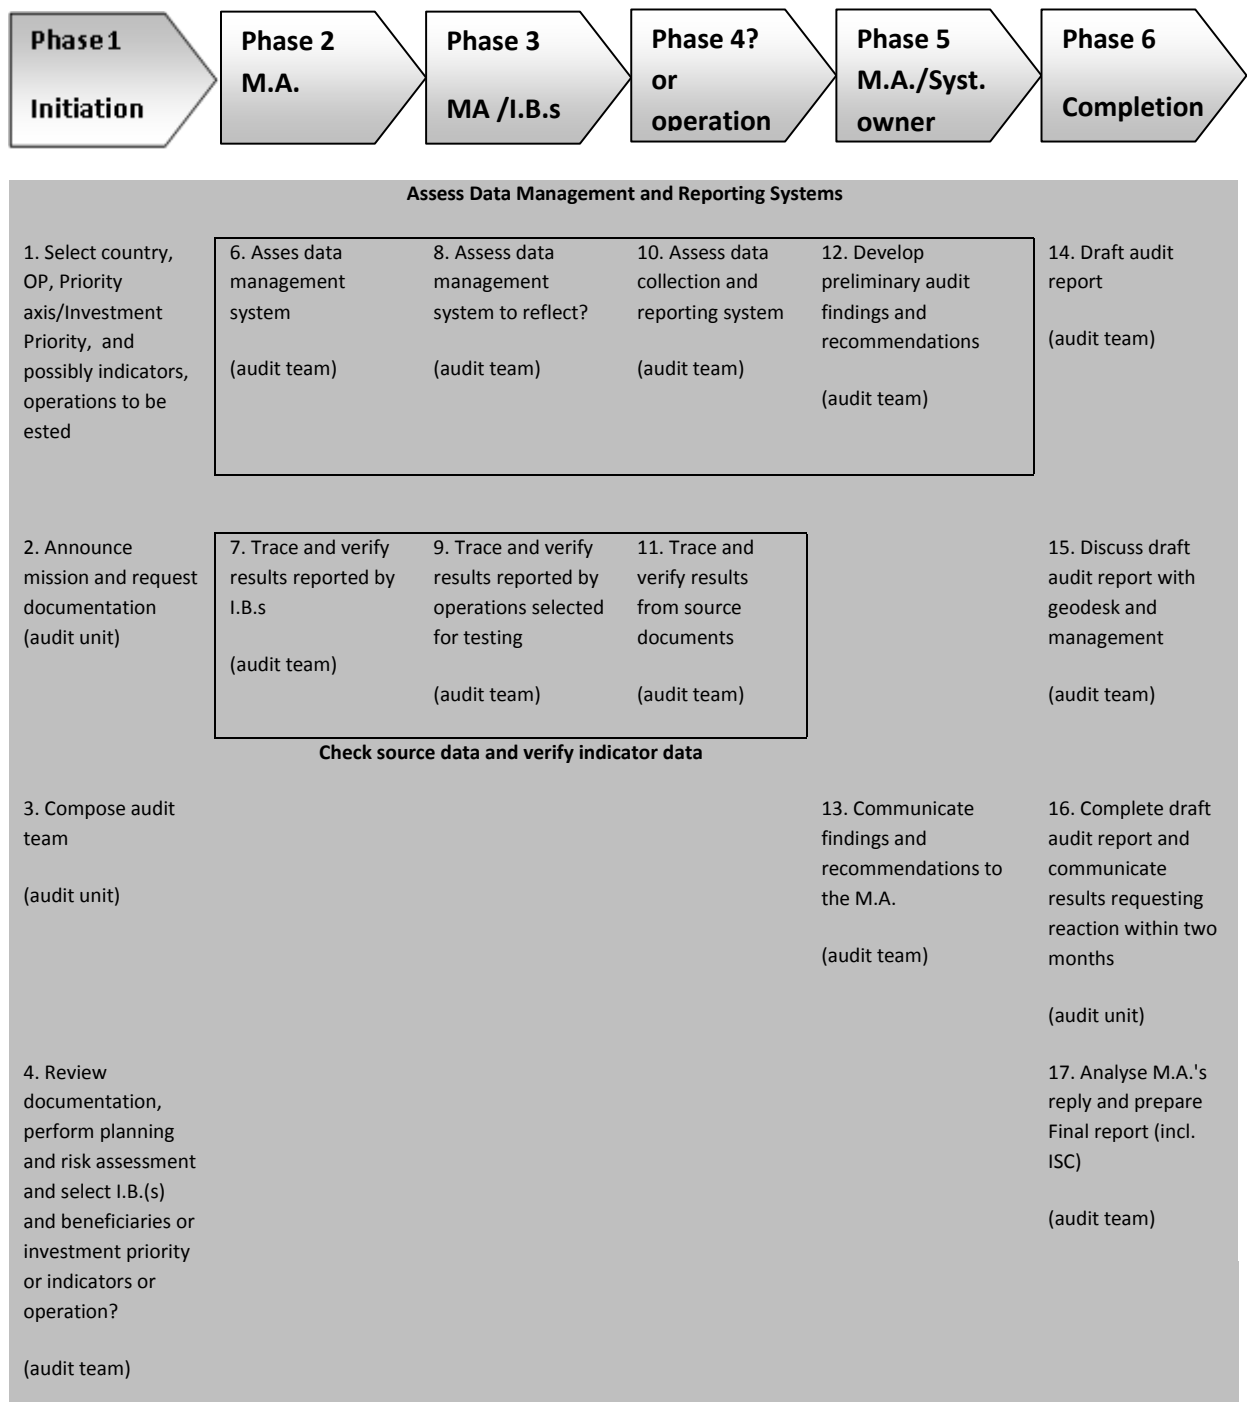 Phase1
Initiation
Phase 2
M.A.
Phase 3
MA /I.B.s
Phase 4?
or
operation
Phase 5
M.A./Syst.
owner
Phase 6
Completion
Assess Data Management and Reporting Systems
1. Select country,
OP, Priority
axis/Investment
Priority, and
possibly indicators,
operations to be
ested
6. Asses data
management
system
(audit team)
8. Assess data
management
system to reflect?
(audit team)
10. Assess data
collection and
reporting system
(audit team)
12. Develop
preliminary audit
findings and
recommendations
(audit team)
14. Draft audit
report
(audit team)
2. Announce
mission and request
documentation
(audit unit)
7. Trace and verify
results reported by
I.B.s
(audit team)
9. Trace and verify
results reported by
operations selected
for testing
(audit team)
11. Trace and
verify results
from source
documents
(audit team)
15. Discuss draft
audit report with
geodesk and
management
(audit team)
Check source data and verify indicator data
3. Compose audit
team
(audit unit)
13. Communicate
findings and
recommendations to
the M.A.
(audit team)
16. Complete draft
audit report and
communicate
results requesting
reaction within two
months
(audit unit)
4. Review
documentation,
perform planning
and risk assessment
and select I.B.(s)
and beneficiaries or
investment priority
or indicators or
operation?
(audit team)
17. Analyse M.A.'s
reply and prepare
Final report (incl.
ISC)
(audit team)